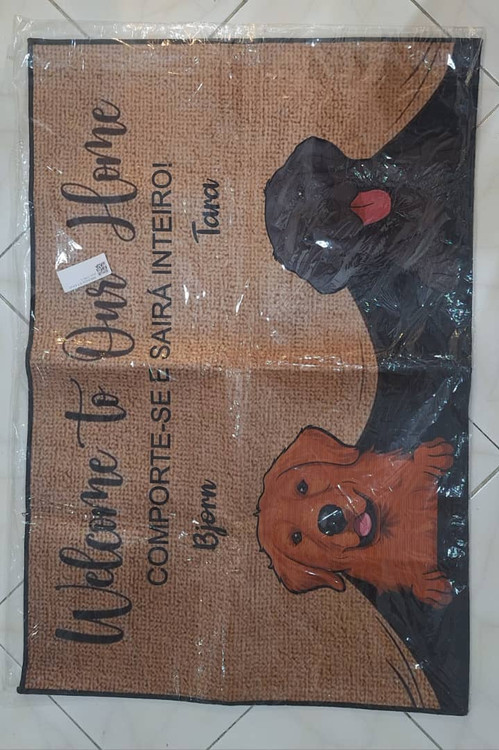 Welcome to Our Home
COMPORTE-SE E SAIRÁ INTEIRO!
Bjorn Tara